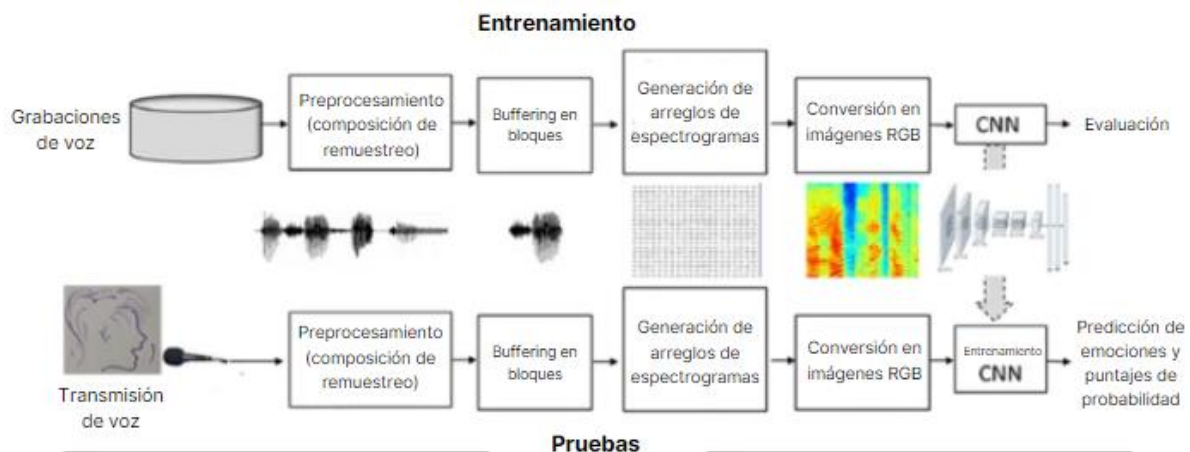 Entrenamiento
Grabaciones
de voz
Preprocesamiento
(composición de
remuestreo)
Buffering en
bloques
Generación de
arreglos de
espectrogramas
Conversión en
imágenes RGB
CNN
Evaluación
Transmisión
de voz
Preprocesamiento
(composición de
remuestreo)
Buffering en
bloques
Generación de
arreglos de
espectrogramas
Conversión en
imágenes RGB
Entrenamiento
CNN
Predicción de
emociones y
puntajes de
probabilidad
Pruebas